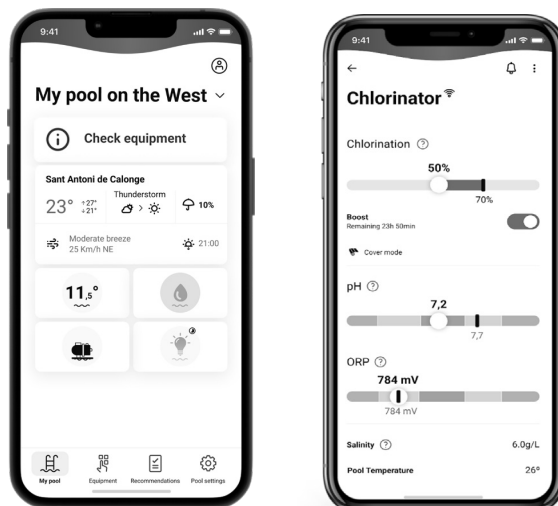 9:41
My pool on the West
Check equipment
Sant Antoni de Calonge
23° ↑27° ↓21° Thunderstorm > 10%
Moderate breeze
25 Km/h NE 21:00
11,5°
My pool Equipment Recommendations Pool settings
9:41
Chlorinator
Chlorination ?
50%
70%
Boost
Remaining 23h 50min
Cover mode
pH ?
7,2
7,7
ORP ?
784 mV
784 mV
Salinity ? 6.0g/L
Pool Temperature 26º